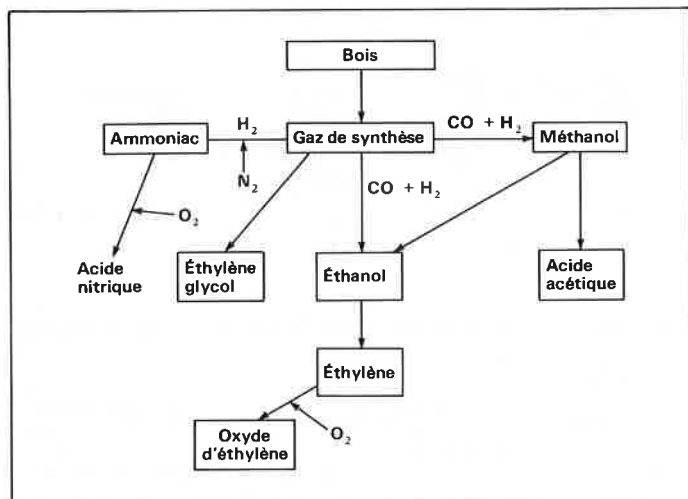 Bois
H₂
CO + H₂
Ammoniac
Gaz de synthèse
Méthanol
N₂
CO + H₂
O₂
Acide
nitrique
Éthylène
glycol
Éthanol
Acide
acétique
Éthylène
Oxyde
d'éthylène
O₂